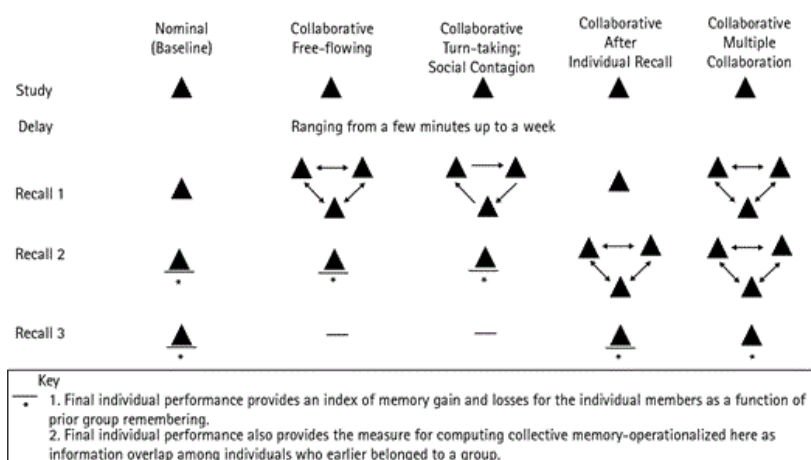 Nominal
(Baseline)
Collaborative
Free-flowing
Collaborative
Turn-taking;
Social Contagion
Collaborative
After
Individual Recall
Collaborative
Multiple
Collaboration
Study
Delay
Ranging from a few minutes up to a week
Recall 1
Recall 2
Recall 3
Key
1. Final individual performance provides an index of memory gain and losses for the individual members as a function of
prior group remembering.
2. Final individual performance also provides the measure for computing collective memory-operationalized here as
information overlap among individuals who earlier belonged to a group.